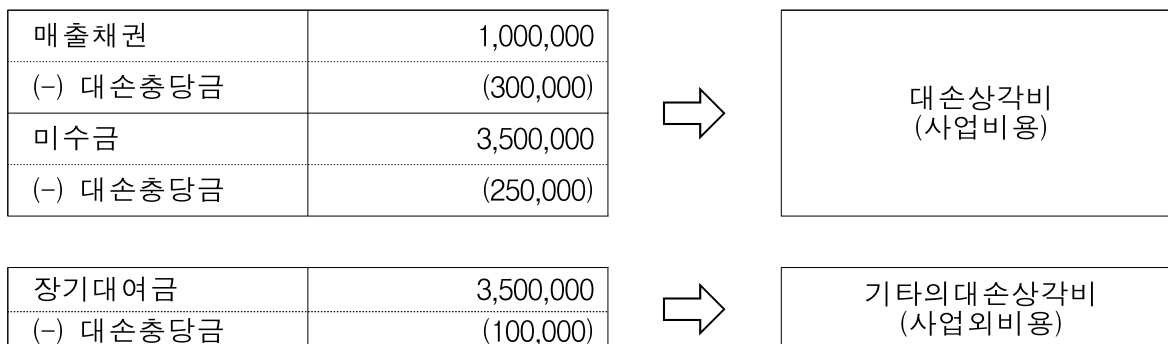 매출채권 1,000,000
(-) 대손충당금 (300,000)
미수금 3,500,000
(-) 대손충당금 (250,000)
대손상각비
(사업비용)
장기대여금 3,500,000
(-) 대손충당금 (100,000)
기타의대손상각비
(사업외비용)